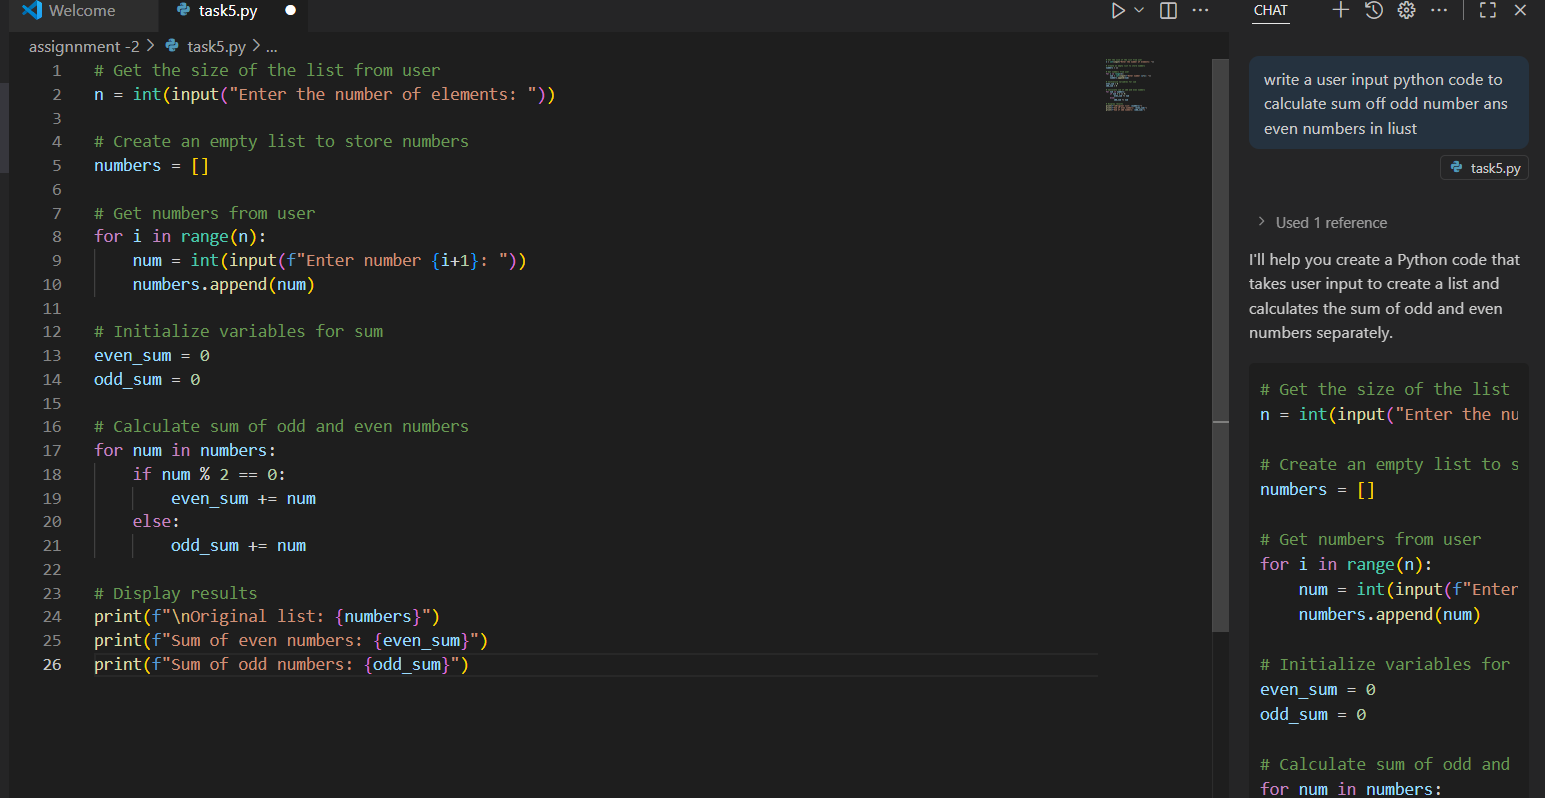 Welcome
task5.py
assignnment -2 > task5.py > ...
1 # Get the size of the list from user
2 n = int(input("Enter the number of elements: "))
3
4 # Create an empty list to store numbers
5 numbers = []
6
7 # Get numbers from user
8 for i in range(n):
9     num = int(input(f"Enter number {i+1}: "))
10     numbers.append(num)
11
12 # Initialize variables for sum
13 even_sum = 0
14 odd_sum = 0
15
16 # Calculate sum of odd and even numbers
17 for num in numbers:
18     if num % 2 == 0:
19         even_sum += num
20     else:
21         odd_sum += num
22
23 # Display results
24 print(f"\nOriginal list: {numbers}")
25 print(f"Sum of even numbers: {even_sum}")
26 print(f"Sum of odd numbers: {odd_sum}")
CHAT
write a user input python code to
calculate sum off odd number ans
even numbers in liust
task5.py
> Used 1 reference
I'll help you create a Python code that
takes user input to create a list and
calculates the sum of odd and even
numbers separately.
# Get the size of the list
n = int(input("Enter the nu
# Create an empty list to s
numbers = []
# Get numbers from user
for i in range(n):
    num = int(input(f"Enter
    numbers.append(num)
# Initialize variables for
even_sum = 0
odd_sum = 0
# Calculate sum of odd and
for num in numbers: